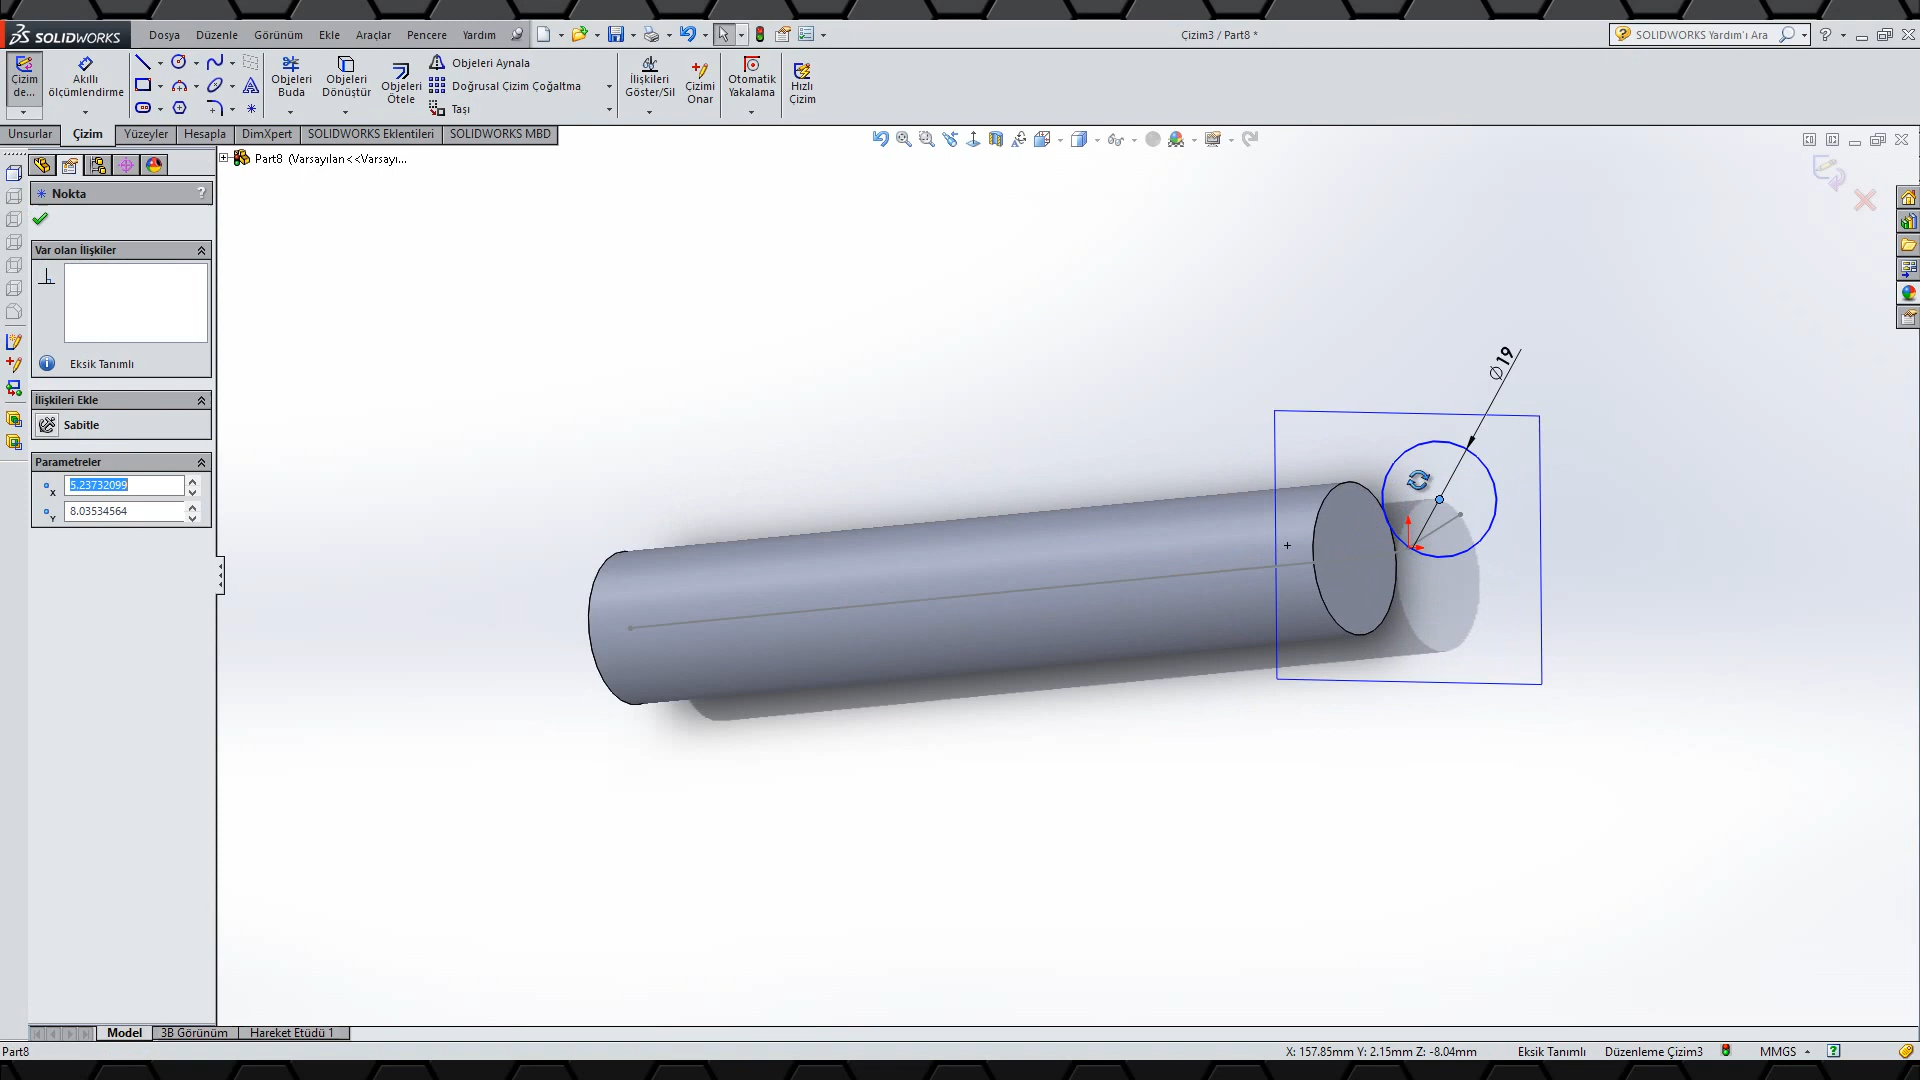 SOLIDWORKS
Dosya Düzenle Görünüm Ekle Araçlar Pencere Yardım
Çizim3 / Part8 *
SOLIDWORKS Yardım'ı Ara
Çizim de...
Akıllı ölçümlendirme
Objeleri Buda
Objeleri Dönüştür
Objeleri Ötele
Objeleri Aynala
Doğrusal Çizim Çoğaltma
Taşı
İlişkileri Göster/Sil
Çizimi Onar
Otomatik Yakalama
Hızlı Çizim
Unsurlar Çizim Yüzeyler Hesapla DimXpert SOLIDWORKS Eklentileri SOLIDWORKS MBD
Part8 (Varsayılan<<Varsayı...
Nokta ?
Var olan İlişkiler
Eksik Tanımlı
İlişkileri Ekle
Sabitle
Parametreler
x 5.23732099
Y 8.03534564
∅19
Model 3B Görünüm Hareket Etüdü 1
Part8 X: 157.85mm Y: 2.15mm Z: -8.04mm Eksik Tanımlı Düzenleme Çizim3 MMGS ?